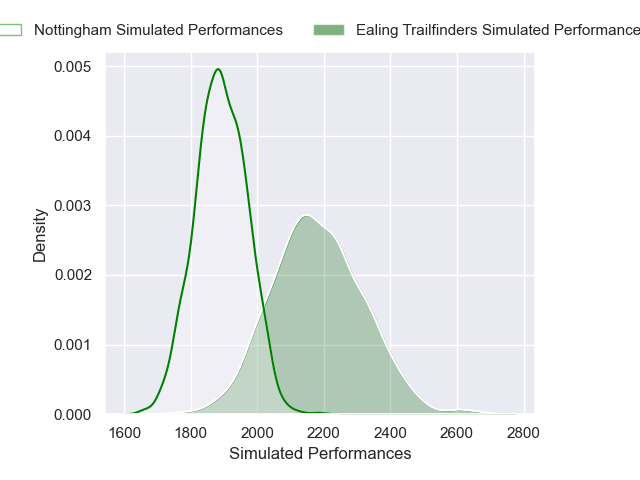 Nottingham Simulated Performances
Ealing Trailfinders Simulated Performance
0.005
0.004
0.003
0.002
0.001
0.000
Density
1600 1800 2000 2200 2400 2600 2800
Simulated Performances